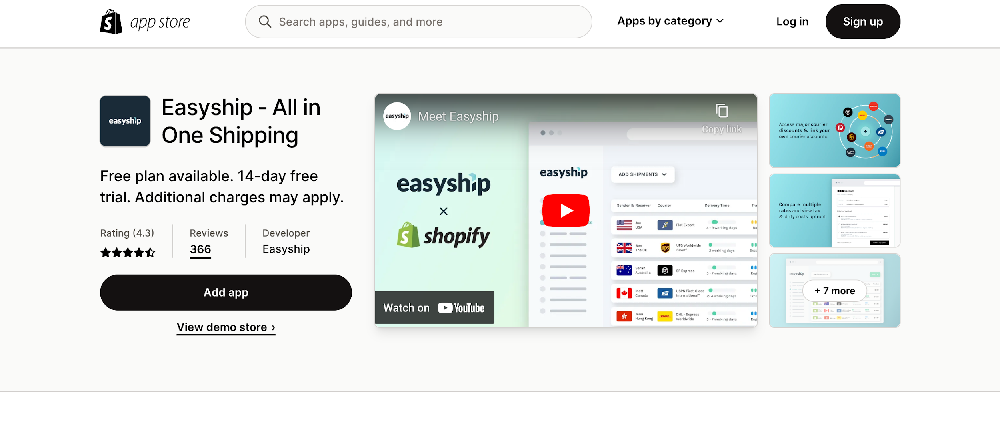 app store
Search apps, guides, and more
Apps by category
Log in
Sign up
easyship
Easyship - All in
One Shipping
Free plan available. 14-day free
trial. Additional charges may apply.
Rating (4.3)
Reviews
366
Developer
Easyship
Add app
View demo store ›
easyship
Meet Easyship
Copy link
easyship
×
shopify
Watch on YouTube
easyship
ADD SHIPMENTS
Sender & Receiver Courier Delivery Time Tra
Joe
USA
Flat Export
4 - 9 working days
Ba
Ben
The UK
ups
UPS Worldwide
Saver®
2 working days
Exce
Sarah
Australia
SF Express
5 - 7 working days
Reg
Matt
Canada
USPS First-Class
International®
2- 4 working days
Exce
Jenn
Hong Kong
DHL
DHL - Express
Worldwide
5 - 7 working days
Reg
Access major courier
discounts & link your
own courier accounts
ups
Compare multiple
rates and view tax
& duty costs upfront
Shipping method
easyship
ADD SHIPMENTS
+ 7 more